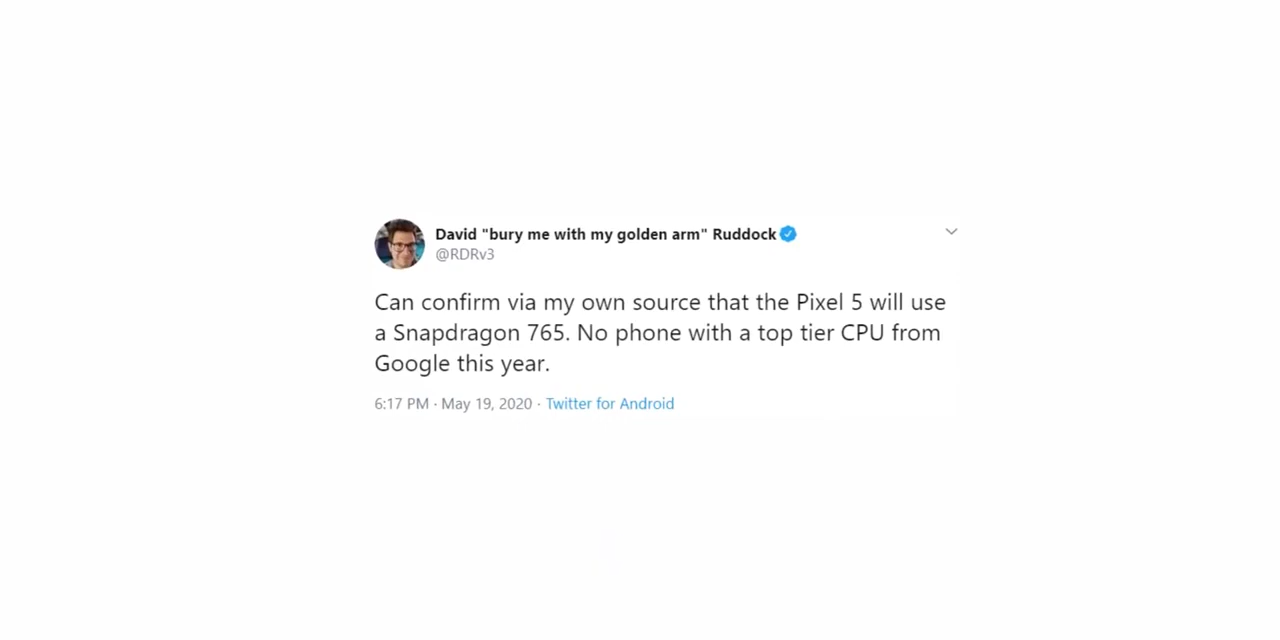 David "bury me with my golden arm" Ruddock
@RDRv3
Can confirm via my own source that the Pixel 5 will use
a Snapdragon 765. No phone with a top tier CPU from
Google this year.
6:17 PM · May 19, 2020 · Twitter for Android